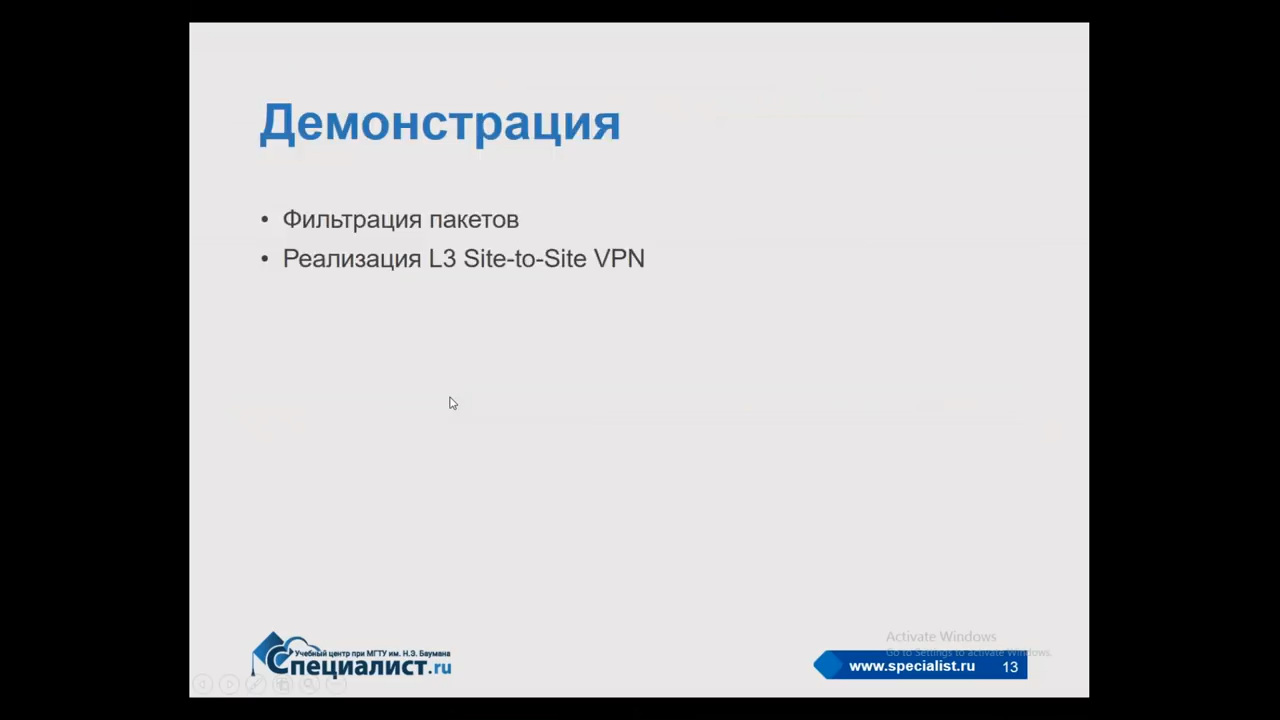 Демонстрация
• Фильтрация пакетов
• Реализация L3 Site-to-Site VPN
Учебный центр при МГТУ им. Н.Э. Баумана
Специалист.ru
Activate Windows
Go to Settings to activate Windows.
www.specialist.ru 13